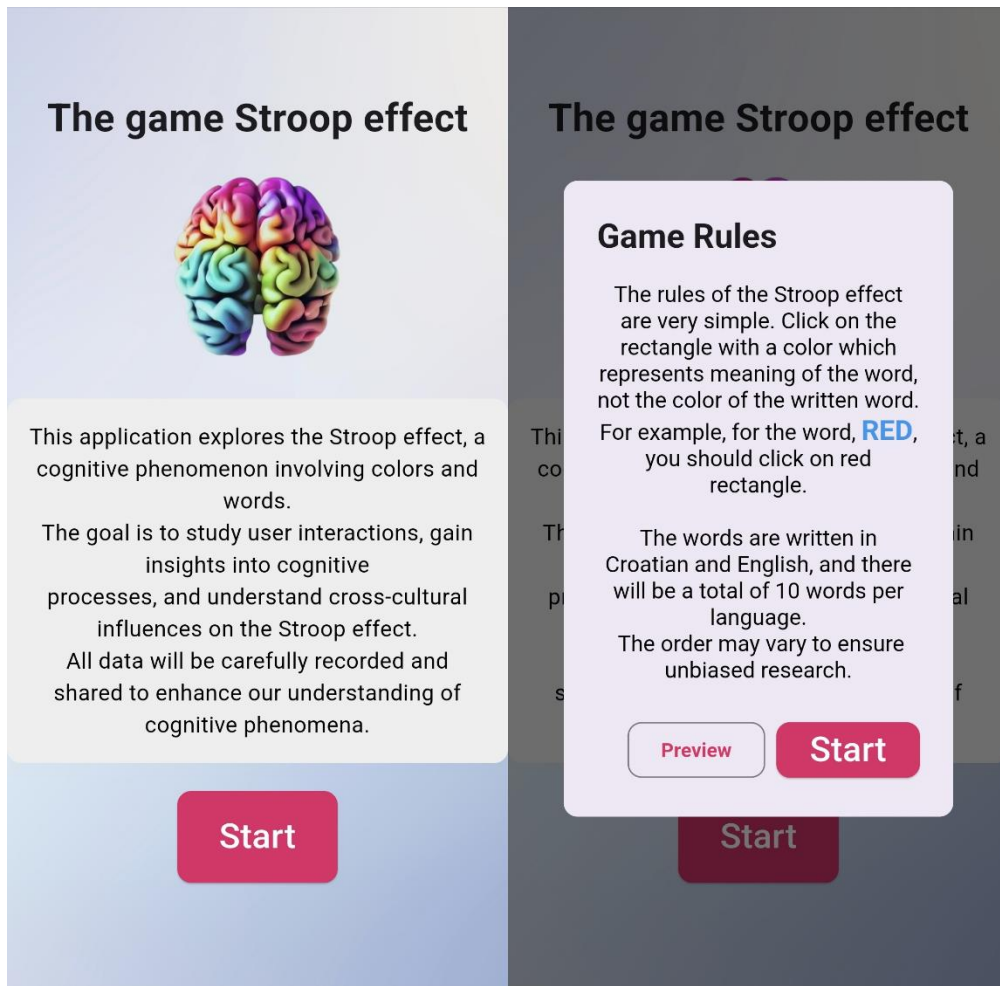 The game Stroop effect
This application explores the Stroop effect, a
cognitive phenomenon involving colors and
words.
The goal is to study user interactions, gain
insights into cognitive
processes, and understand cross-cultural
influences on the Stroop effect.
All data will be carefully recorded and
shared to enhance our understanding of
cognitive phenomena.
Start
The game Stroop effect
Game Rules
The rules of the Stroop effect
are very simple. Click on the
rectangle with a color which
represents meaning of the word,
not the color of the written word.
For example, for the word, RED,
you should click on red
rectangle.
The words are written in
Croatian and English, and there
will be a total of 10 words per
language.
The order may vary to ensure
unbiased research.
Preview
Start
Start